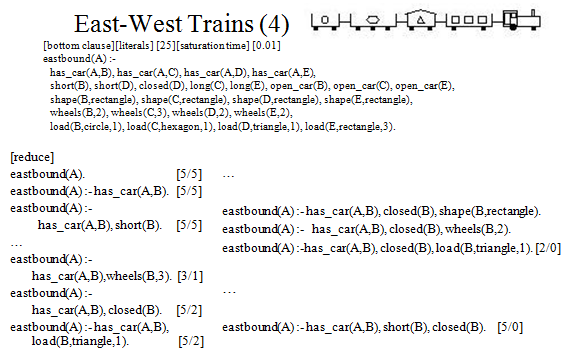 East-West Trains (4)
[bottom clause][literals] [25][saturation time] [0.01]
eastbound(A) :-
has_car(A,B), has_car(A,C), has_car(A,D), has_car(A,E),
short(B), short(D), closed(D), long(C), long(E), open_car(B), open_car(C), open_car(E),
shape(B,rectangle), shape(C,rectangle), shape(D,rectangle), shape(E,rectangle),
wheels(B,2), wheels(C,3), wheels(D,2), wheels(E,2),
load(B,circle,1), load(C,hexagon,1), load(D,triangle,1), load(E,rectangle,3).
[reduce]
eastbound(A). [5/5]
eastbound(A) :- has_car(A,B). [5/5]
eastbound(A) :-
has_car(A,B), short(B). [5/5]
...
eastbound(A) :-
has_car(A,B),wheels(B,3). [3/1]
eastbound(A) :-
has_car(A,B), closed(B). [5/2]
eastbound(A) :- has_car(A,B),
load(B,triangle,1). [5/2]
...
eastbound(A) :- has_car(A,B), closed(B), shape(B,rectangle).
eastbound(A) :- has_car(A,B), closed(B), wheels(B,2).
eastbound(A):-has_car(A,B), closed(B), load(B,triangle,1). [2/0]
...
eastbound(A) :- has_car(A,B), short(B), closed(B). [5/0]